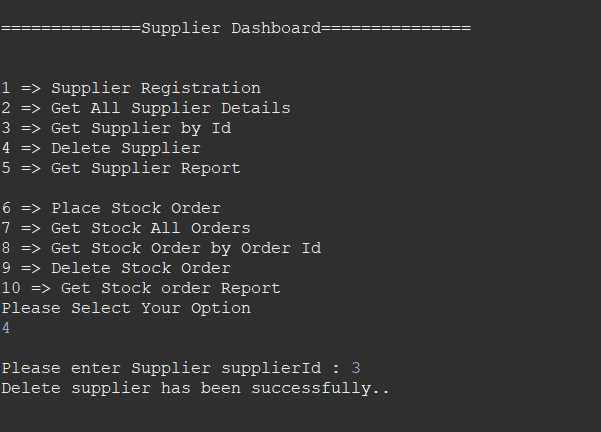 ==============Supplier Dashboard===============
1 => Supplier Registration
2 => Get All Supplier Details
3 => Get Supplier by Id
4 => Delete Supplier
5 => Get Supplier Report
6 => Place Stock Order
7 => Get Stock All Orders
8 => Get Stock Order by Order Id
9 => Delete Stock Order
10 => Get Stock order Report
Please Select Your Option
4
Please enter Supplier supplierId : 3
Delete supplier has been successfully..